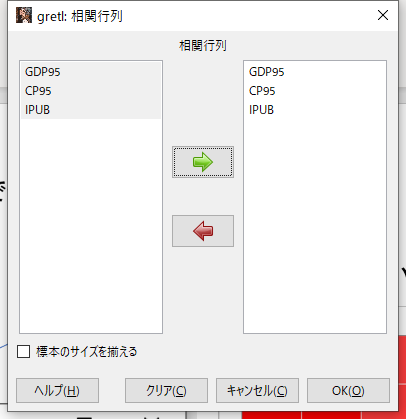 gretl: 相関行列
相関行列
GDP95
CP95
IPUB
GDP95
CP95
IPUB
標本のサイズを揃える
ヘルプ(H)
クリア(C)
キャンセル(C)
OK(O)